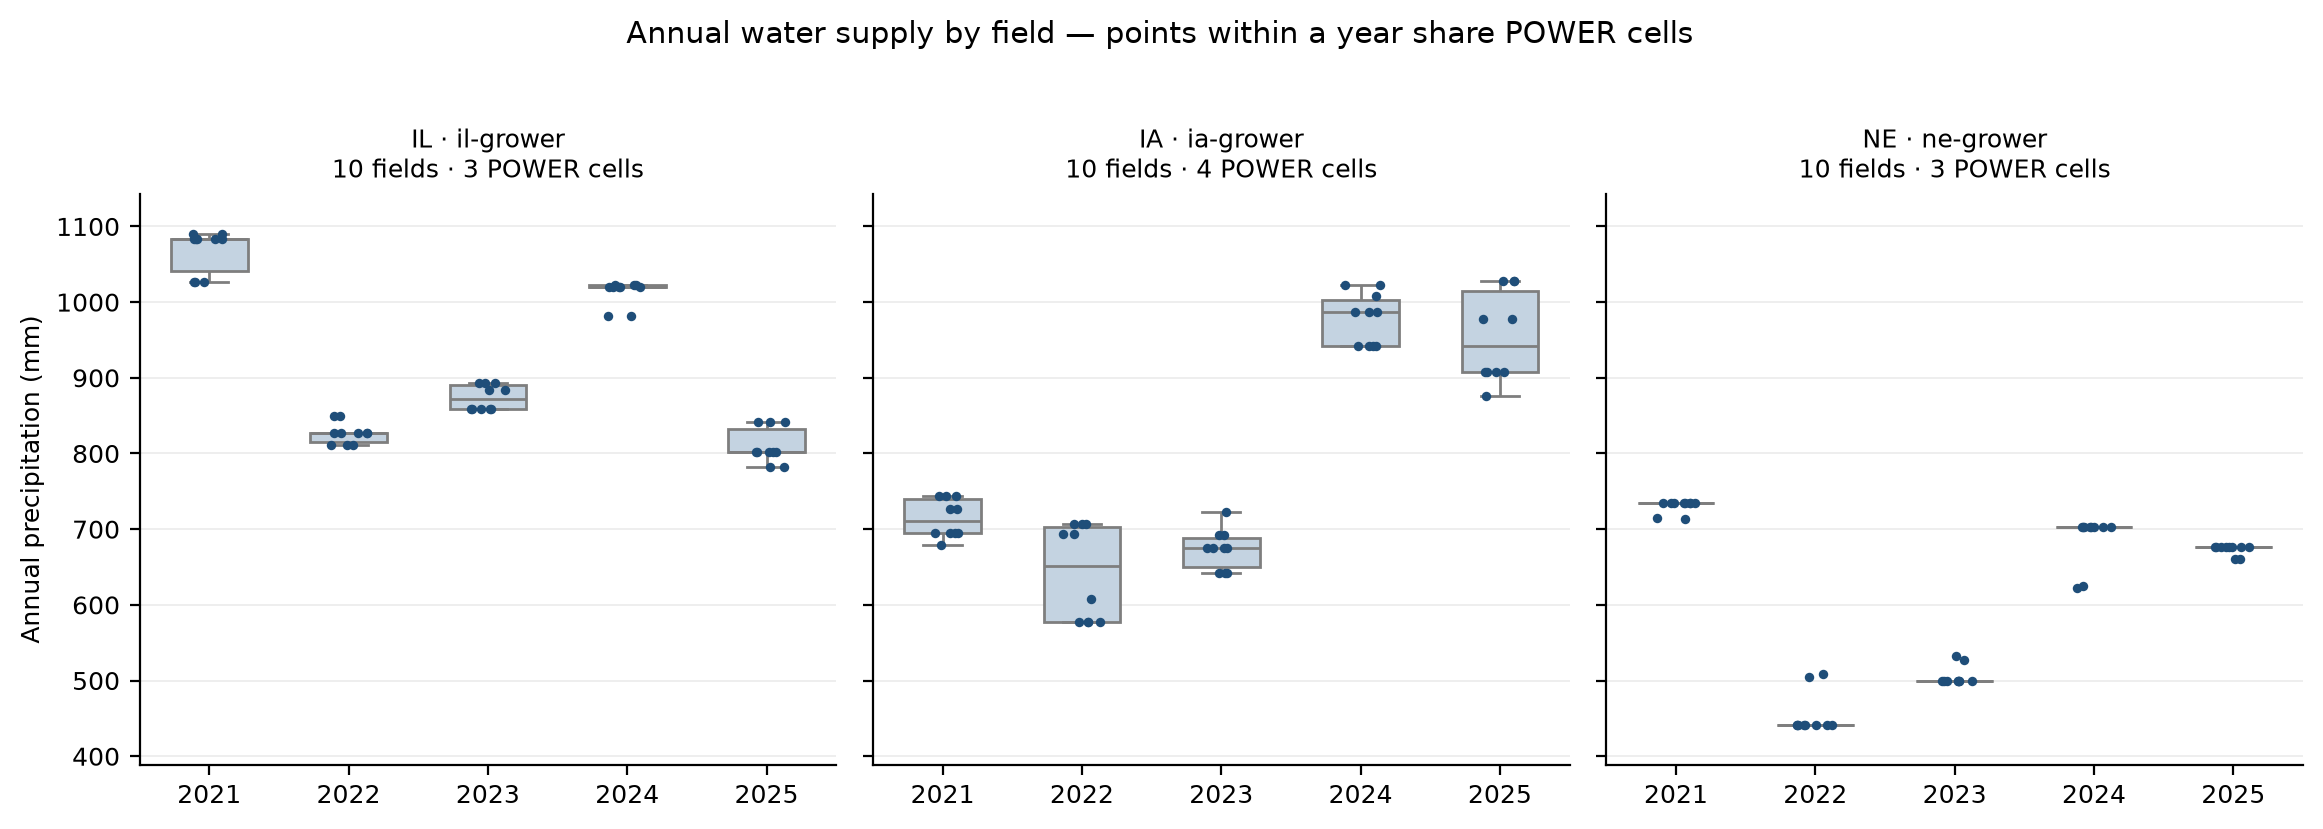 Annual water supply by field — points within a year share POWER cells
IL · il-grower
10 fields · 3 POWER cells
IA · ia-grower
10 fields · 4 POWER cells
NE · ne-grower
10 fields · 3 POWER cells
Annual precipitation (mm)
1100
1000
900
800
700
600
500
400
2021 2022 2023 2024 2025
2021 2022 2023 2024 2025
2021 2022 2023 2024 2025